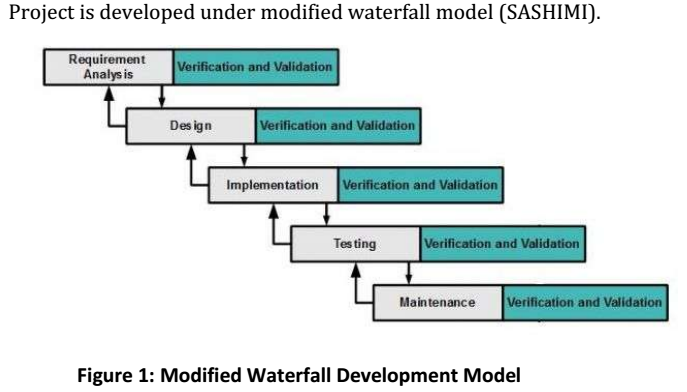 Project is developed under modified waterfall model (SASHIMI).
Requirement
Analysis
Verification and Validation
Design
Verification and Validation
Implementation
Verification and Validation
Testing
Verification and Validation
Maintenance
Verification and Validation
Figure 1: Modified Waterfall Development Model